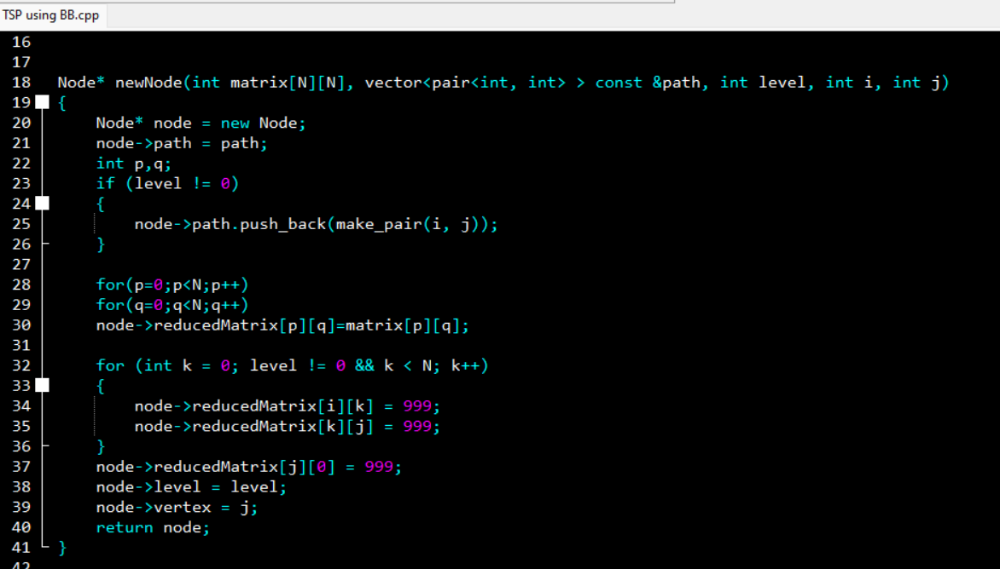 TSP using BB.cpp
16
17
18 Node* newNode(int matrix[N][N], vector<pair<int, int> > const &path, int level, int i, int j)
19 {
20 Node* node = new Node;
21 node->path = path;
22 int p,q;
23 if (level != 0)
24 {
25 node->path.push_back(make_pair(i, j));
26 }
27
28 for(p=0;p<N;p++)
29 for(q=0;q<N;q++)
30 node->reducedMatrix[p][q]=matrix[p][q];
31
32 for (int k = 0; level != 0 && k < N; k++)
33 {
34 node->reducedMatrix[i][k] = 999;
35 node->reducedMatrix[k][j] = 999;
36 }
37 node->reducedMatrix[j][0] = 999;
38 node->level = level;
39 node->vertex = j;
40 return node;
41 }
42